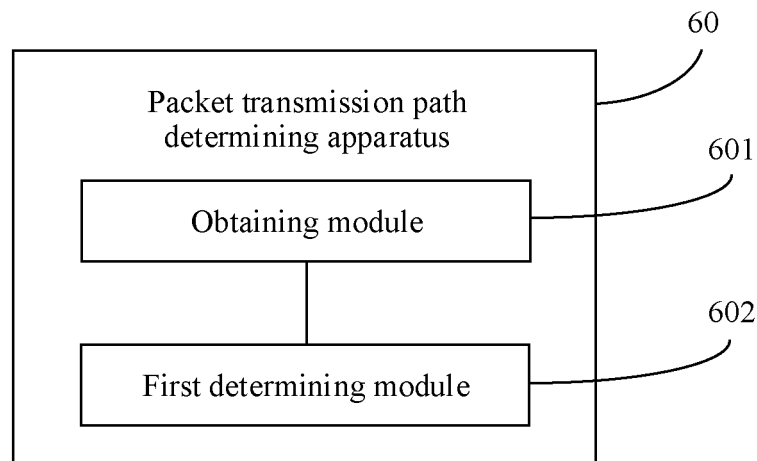 60
Packet transmission path
determining apparatus
601
Obtaining module
602
First determining module